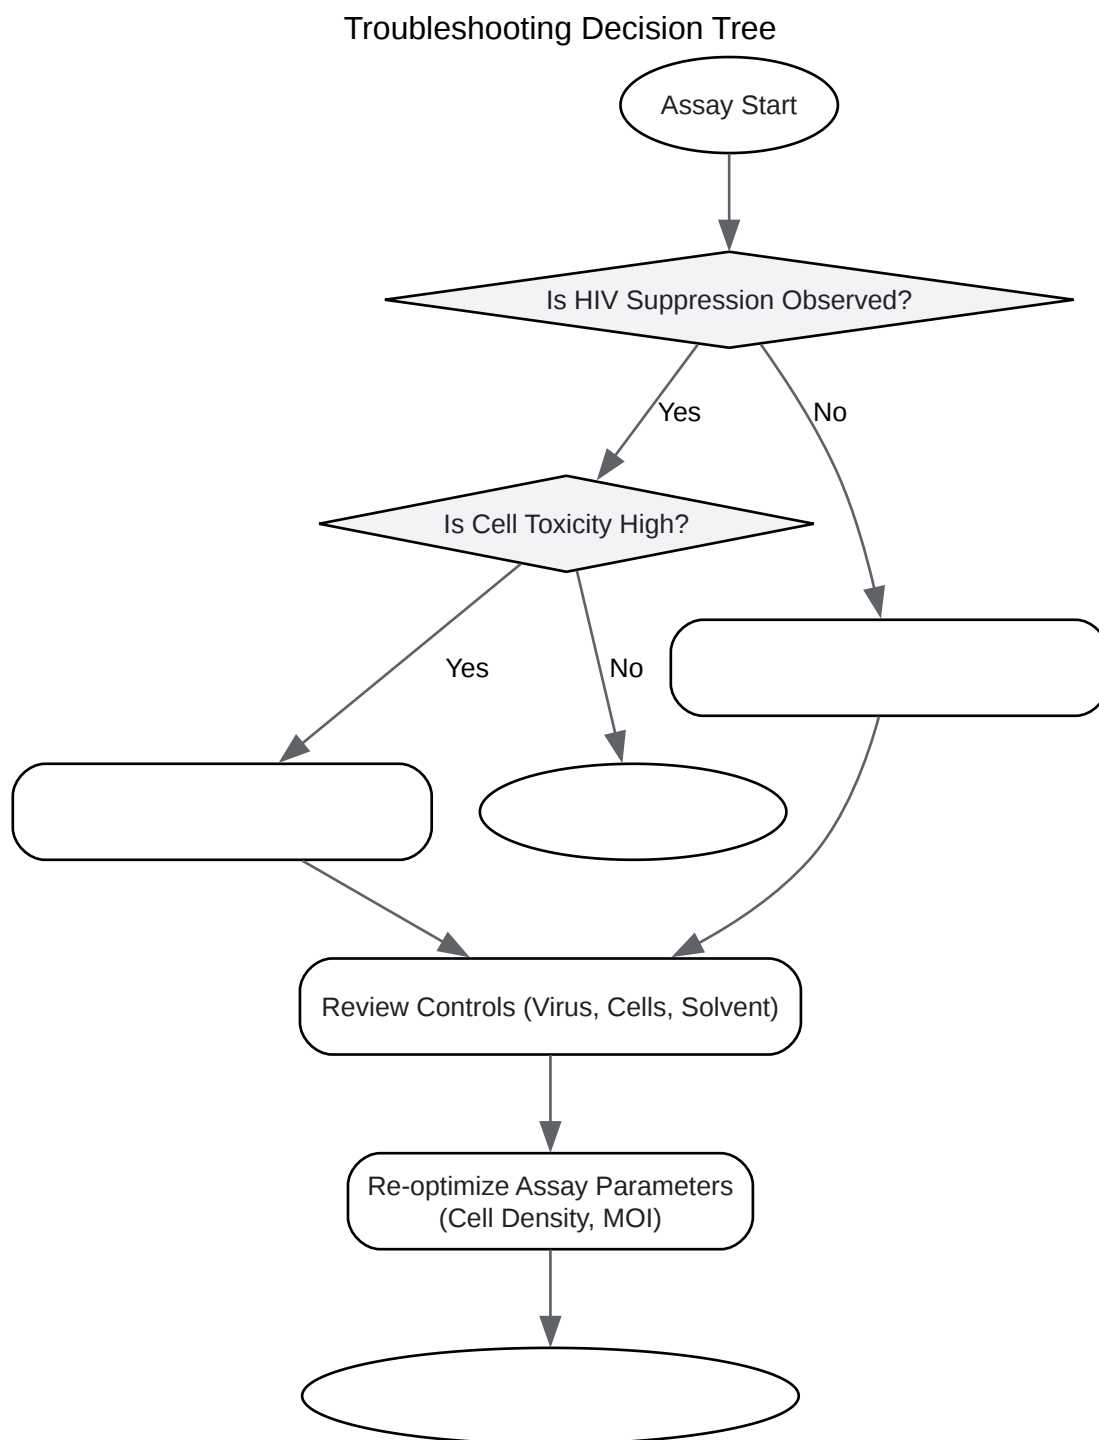 Troubleshooting Decision Tree
Assay Start
Is HIV Suppression Observed?
Yes
No
Is Cell Toxicity High?
Yes
No
Review Controls (Virus, Cells, Solvent)
Re-optimize Assay Parameters
(Cell Density, MOI)